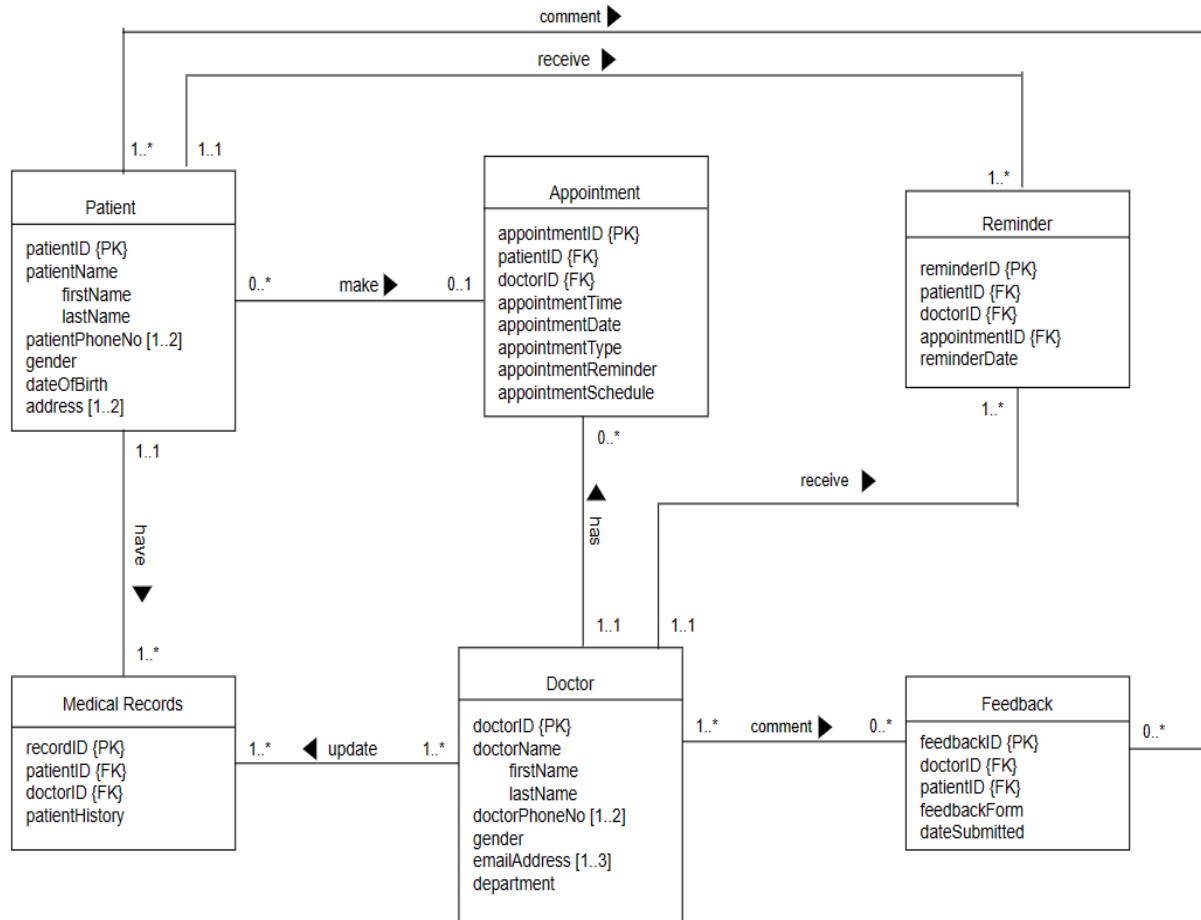 comment
receive
1..*
1..1
1..*
Patient
patientID {PK}
patientName
firstName
lastName
patientPhoneNo [1..2]
gender
dateOfBirth
address [1..2]
0..*
make
0..1
Appointment
appointmentID {PK}
patientID {FK}
doctorID {FK}
appointmentTime
appointmentDate
appointmentType
appointmentReminder
appointmentSchedule
Reminder
reminderID {PK}
patientID {FK}
doctorID {FK}
appointmentID {FK}
reminderDate
1..1
0..*
1..*
have
has
receive
1..*
1..1
1..1
Medical Records
recordID {PK}
patientID {FK}
doctorID {FK}
patientHistory
1..*
update
1..*
Doctor
doctorID {PK}
doctorName
firstName
lastName
doctorPhoneNo [1..2]
gender
emailAddress [1..3]
department
1..*
comment
0..*
Feedback
feedbackID {PK}
doctorID {FK}
patientID {FK}
feedbackForm
dateSubmitted
0..*